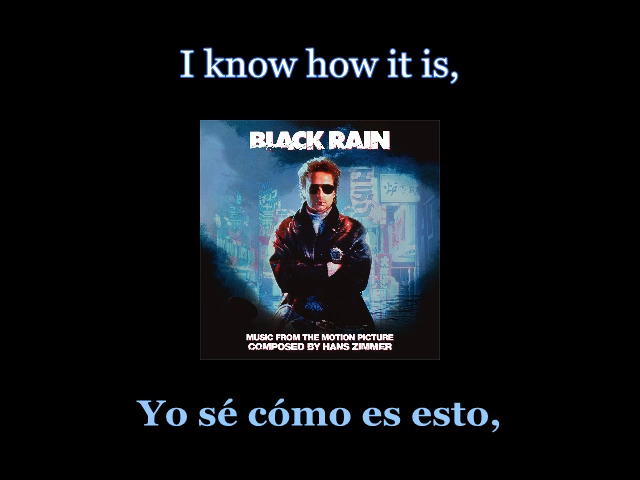 I know how it is,
BLACK RAIN
MUSIC FROM THE MOTION PICTURE
COMPOSED BY HANS ZIMMER
Yo sé cómo es esto,